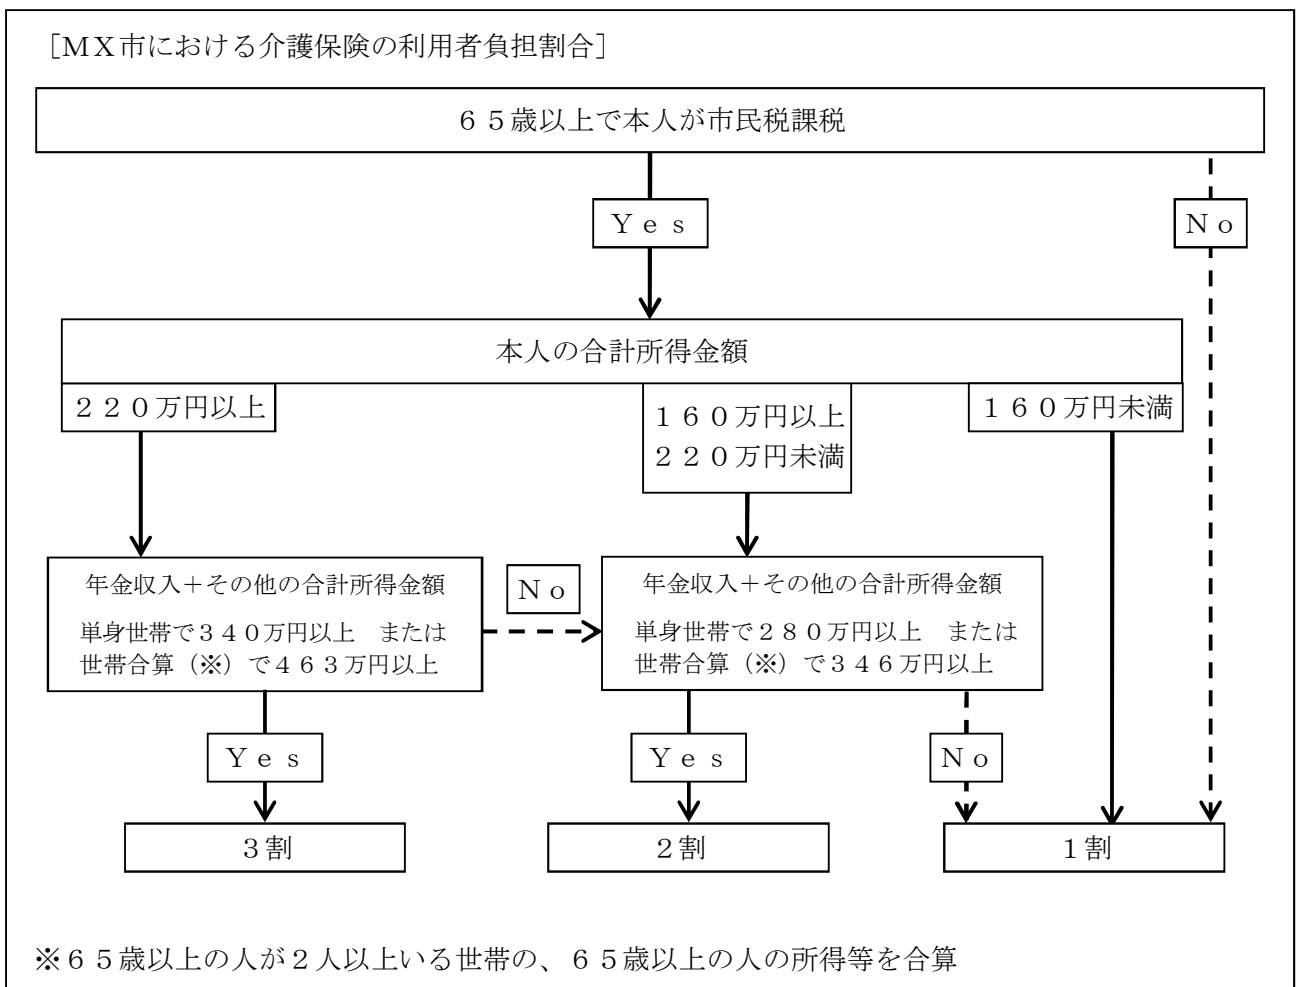 ［ＭＸ市における介護保険の利用者負担割合］
６５歳以上で本人が市民税課税
Ｙｅｓ
Ｎｏ
本人の合計所得金額
２２０万円以上
１６０万円以上
２２０万円未満
１６０万円未満
年金収入＋その他の合計所得金額
単身世帯で３４０万円以上　または
世帯合算（※）で４６３万円以上
Ｎｏ
年金収入＋その他の合計所得金額
単身世帯で２８０万円以上　または
世帯合算（※）で３４６万円以上
Ｙｅｓ
Ｙｅｓ
Ｎｏ
３割
２割
１割
※６５歳以上の人が２人以上いる世帯の、６５歳以上の人の所得等を合算